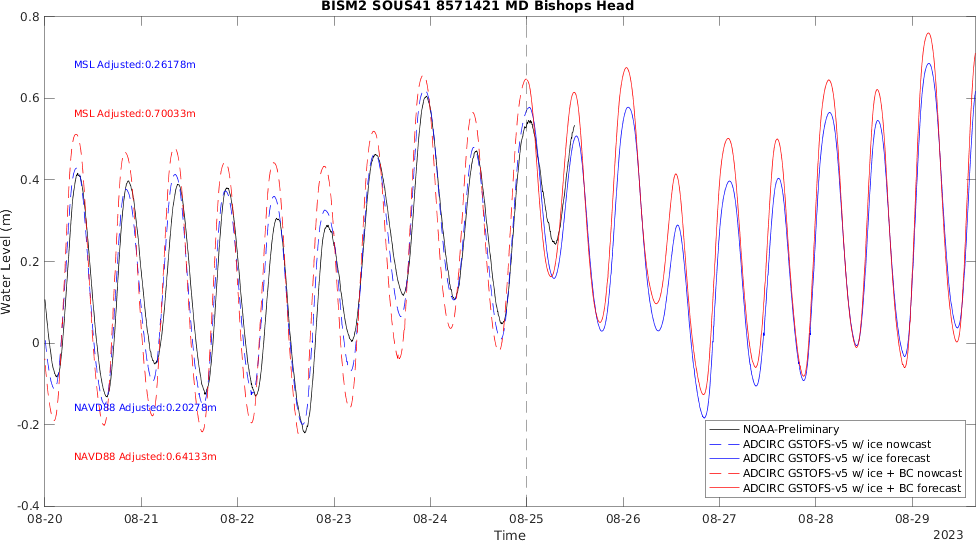 BISM2 SOUS41 8571421 MD Bishops Head
0.8
0.6
0.4
0.2
0
-0.2
-0.4
Water Level (m)
MSL Adjusted:0.26178m
MSL Adjusted:0.70033m
NAVD88 Adjusted:0.20278m
NAVD88 Adjusted:0.64133m
NOAA-Preliminary
ADCIRC GSTOFS-v5 w/ ice nowcast
ADCIRC GSTOFS-v5 w/ ice forecast
ADCIRC GSTOFS-v5 w/ ice + BC nowcast
ADCIRC GSTOFS-v5 w/ ice + BC forecast
08-20 08-21 08-22 08-23 08-24 08-25 08-26 08-27 08-28 08-29
Time
2023